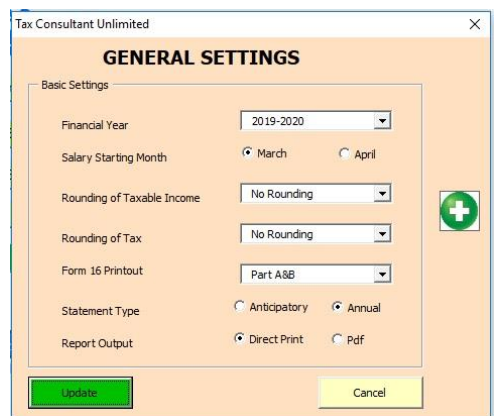 Tax Consultant Unlimited
GENERAL SETTINGS
Basic Settings
Financial Year 2019-2020
Salary Starting Month March April
Rounding of Taxable Income No Rounding
Rounding of Tax No Rounding
Form 16 Printout Part A&B
Statement Type Anticipatory Annual
Report Output Direct Print Pdf
Update Cancel